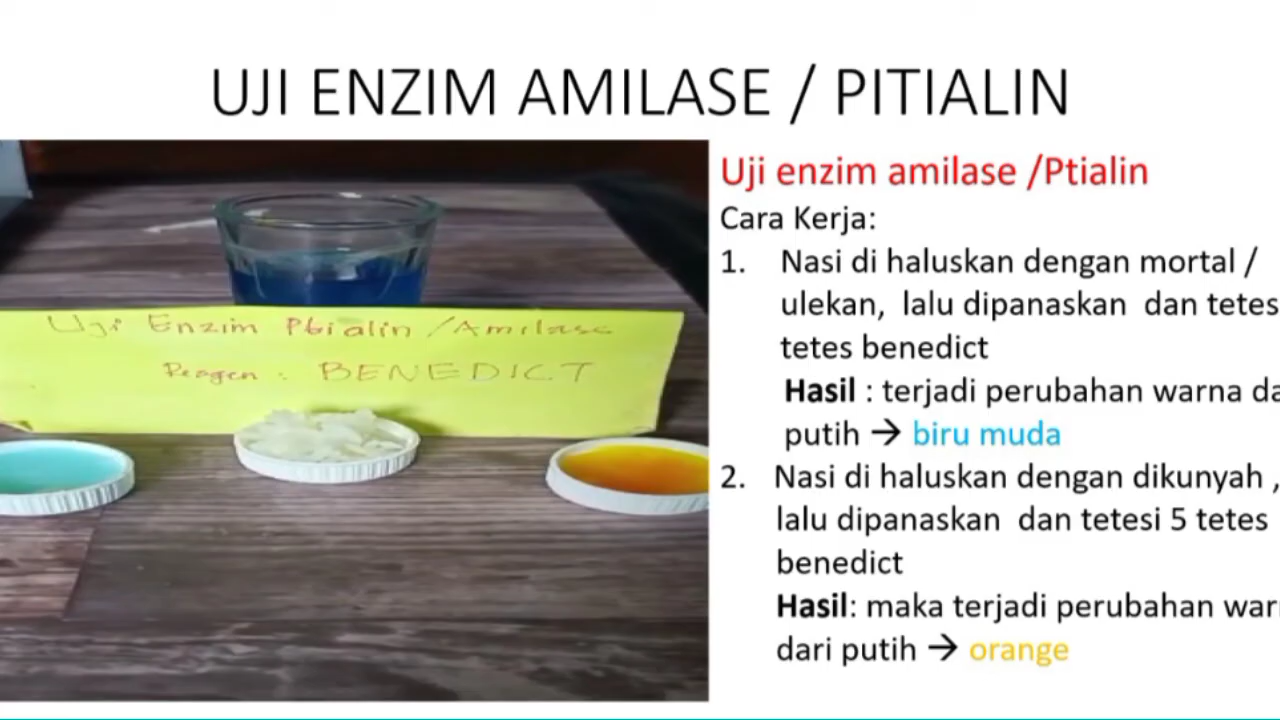 UJI ENZIM AMILASE / PITIALIN
Uji Enzim Ptialin / Amilase
Reagen : BENEDICT
Uji enzim amilase /Ptialin
Cara Kerja:
1. Nasi di haluskan dengan mortal /
ulekan, lalu dipanaskan dan tetes
tetes benedict
Hasil : terjadi perubahan warna da
putih → biru muda
2. Nasi di haluskan dengan dikunyah ,
lalu dipanaskan dan tetesi 5 tetes
benedict
Hasil: maka terjadi perubahan war
dari putih → orange